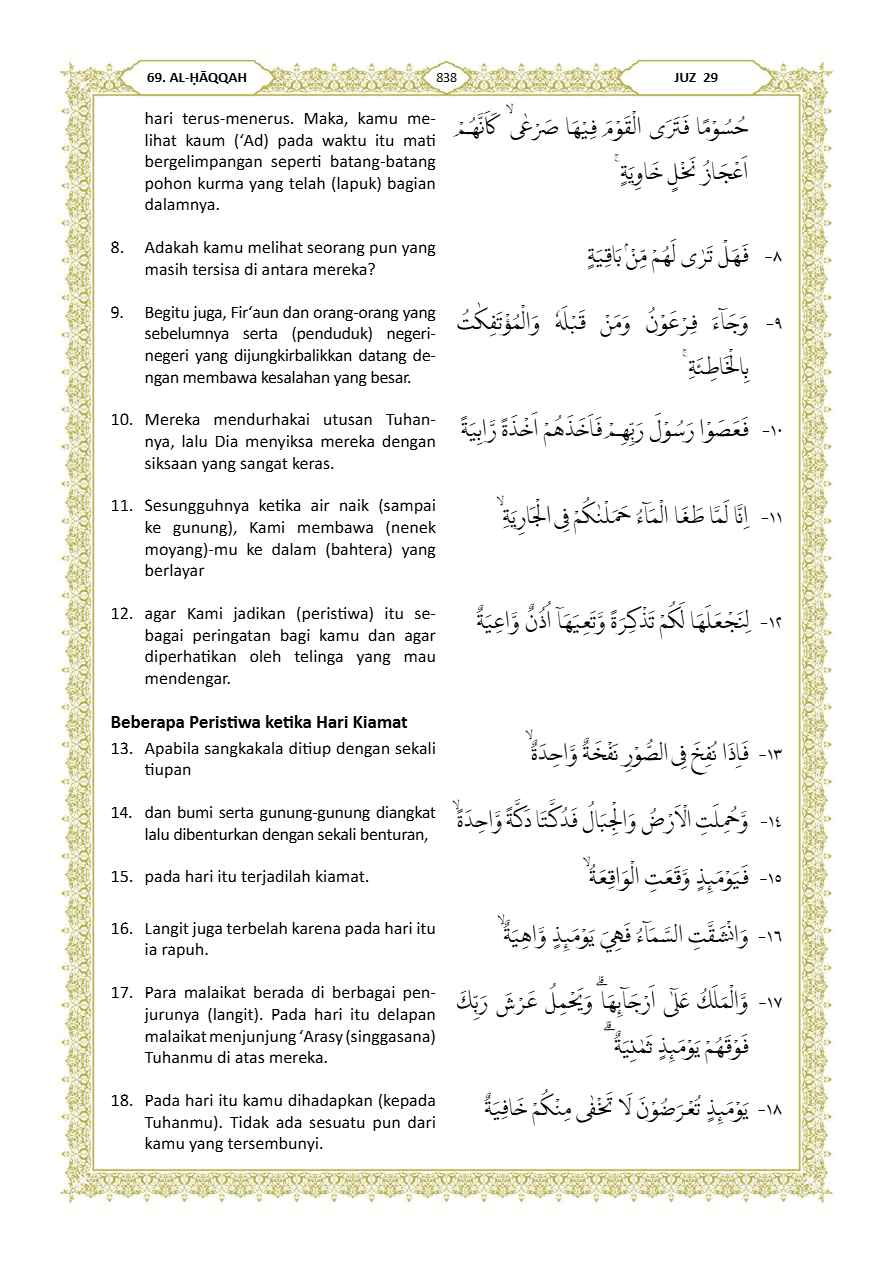 69. AL-ḤĀQQAH
838
JUZ 29
hari terus-menerus. Maka, kamu me-
lihat kaum (‘Ad) pada waktu itu mati
bergelimpangan seperti batang-batang
pohon kurma yang telah (lapuk) bagian
dalamnya.
حُسُوْمًا فَتَرَى الْقَوْمَ فِيْهَا صَرْعٰىۙ كَاَنَّهُمْ
اَعْجَازُ نَخْلٍ خَاوِيَةٍۚ
8. Adakah kamu melihat seorang pun yang
masih tersisa di antara mereka?
٨- فَهَلْ تَرٰى لَهُمْ مِّنْۢ بَاقِيَةٍ
9. Begitu juga, Fir‘aun dan orang-orang yang
sebelumnya serta (penduduk) negeri-
negeri yang dijungkirbalikkan datang de-
ngan membawa kesalahan yang besar.
٩- وَجَاۤءَ فِرْعَوْنُ وَمَنْ قَبْلَهٗ وَالْمُؤْتَفِكٰتُ
بِالْخَاطِئَةِۚ
10. Mereka mendurhakai utusan Tuhan-
nya, lalu Dia menyiksa mereka dengan
siksaan yang sangat keras.
١٠- فَعَصَوْا رَسُوْلَ رَبِّهِمْ فَاَخَذَهُمْ اَخْذَةً رَّابِيَةً
11. Sesungguhnya ketika air naik (sampai
ke gunung), Kami membawa (nenek
moyang)-mu ke dalam (bahtera) yang
berlayar
١١- اِنَّا لَمَّا طَغَا الْمَاۤءُ حَمَلْنٰكُمْ فِى الْجَارِيَةِۙ
12. agar Kami jadikan (peristiwa) itu se-
bagai peringatan bagi kamu dan agar
diperhatikan oleh telinga yang mau
mendengar.
١٢- لِنَجْعَلَهَا لَكُمْ تَذْكِرَةً وَّتَعِيَهَآ اُذُنٌ وَّاعِيَةٌ
Beberapa Peristiwa ketika Hari Kiamat
13. Apabila sangkakala ditiup dengan sekali
tiupan
١٣- فَاِذَا نُفِخَ فِى الصُّوْرِ نَفْخَةٌ وَّاحِدَةٌۙ
14. dan bumi serta gunung-gunung diangkat
lalu dibenturkan dengan sekali benturan,
١٤- وَّحُمِلَتِ الْاَرْضُ وَالْجِبَالُ فَدُكَّتَا دَكَّةً وَّاحِدَةًۙ
15. pada hari itu terjadilah kiamat.
١٥- فَيَوْمَىِٕذٍ وَّقَعَتِ الْوَاقِعَةُۙ
16. Langit juga terbelah karena pada hari itu
ia rapuh.
١٦- وَانْشَقَّتِ السَّمَاۤءُ فَهِيَ يَوْمَىِٕذٍ وَّاهِيَةٌۙ
17. Para malaikat berada di berbagai pen-
jurunya (langit). Pada hari itu delapan
malaikat menjunjung ‘Arasy (singgasana)
Tuhanmu di atas mereka.
١٧- وَّالْمَلَكُ عَلٰٓى اَرْجَاۤىِٕهَاۗ وَيَحْمِلُ عَرْشَ رَبِّكَ
فَوْقَهُمْ يَوْمَىِٕذٍ ثَمٰنِيَةٌۗ
18. Pada hari itu kamu dihadapkan (kepada
Tuhanmu). Tidak ada sesuatu pun dari
kamu yang tersembunyi.
١٨- يَوْمَىِٕذٍ تُعْرَضُوْنَ لَا تَخْفٰى مِنْكُمْ خَافِيَةٌ